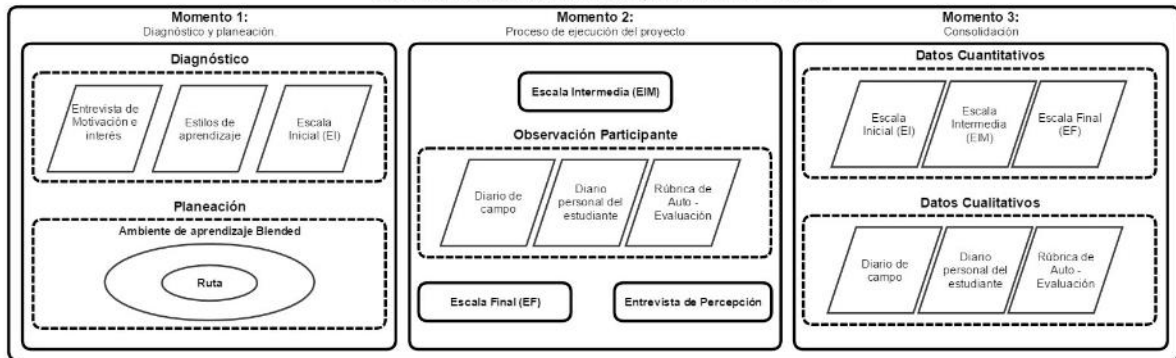 Momento 1:
Diagnóstico y planeación.
Diagnóstico
Entrevista de
Motivación e
interés
Estilos de
aprendizaje
Escala
Inicial (EI)
Planeación
Ambiente de aprendizaje Blended
Ruta
Momento 2:
Proceso de ejecución del proyecto
Escala Intermedia (EIM)
Observación Participante
Diario de
campo
Diario
personal del
estudiante
Rúbrica de
Auto -
Evaluación
Escala Final (EF)
Entrevista de Percepción
Momento 3:
Consolidación
Datos Cuantitativos
Escala
Inicial (EI)
Escala
Intermedia
(EIM)
Escala Final
(EF)
Datos Cualitativos
Diario de
campo
Diario
personal del
estudiante
Rúbrica de
Auto -
Evaluación